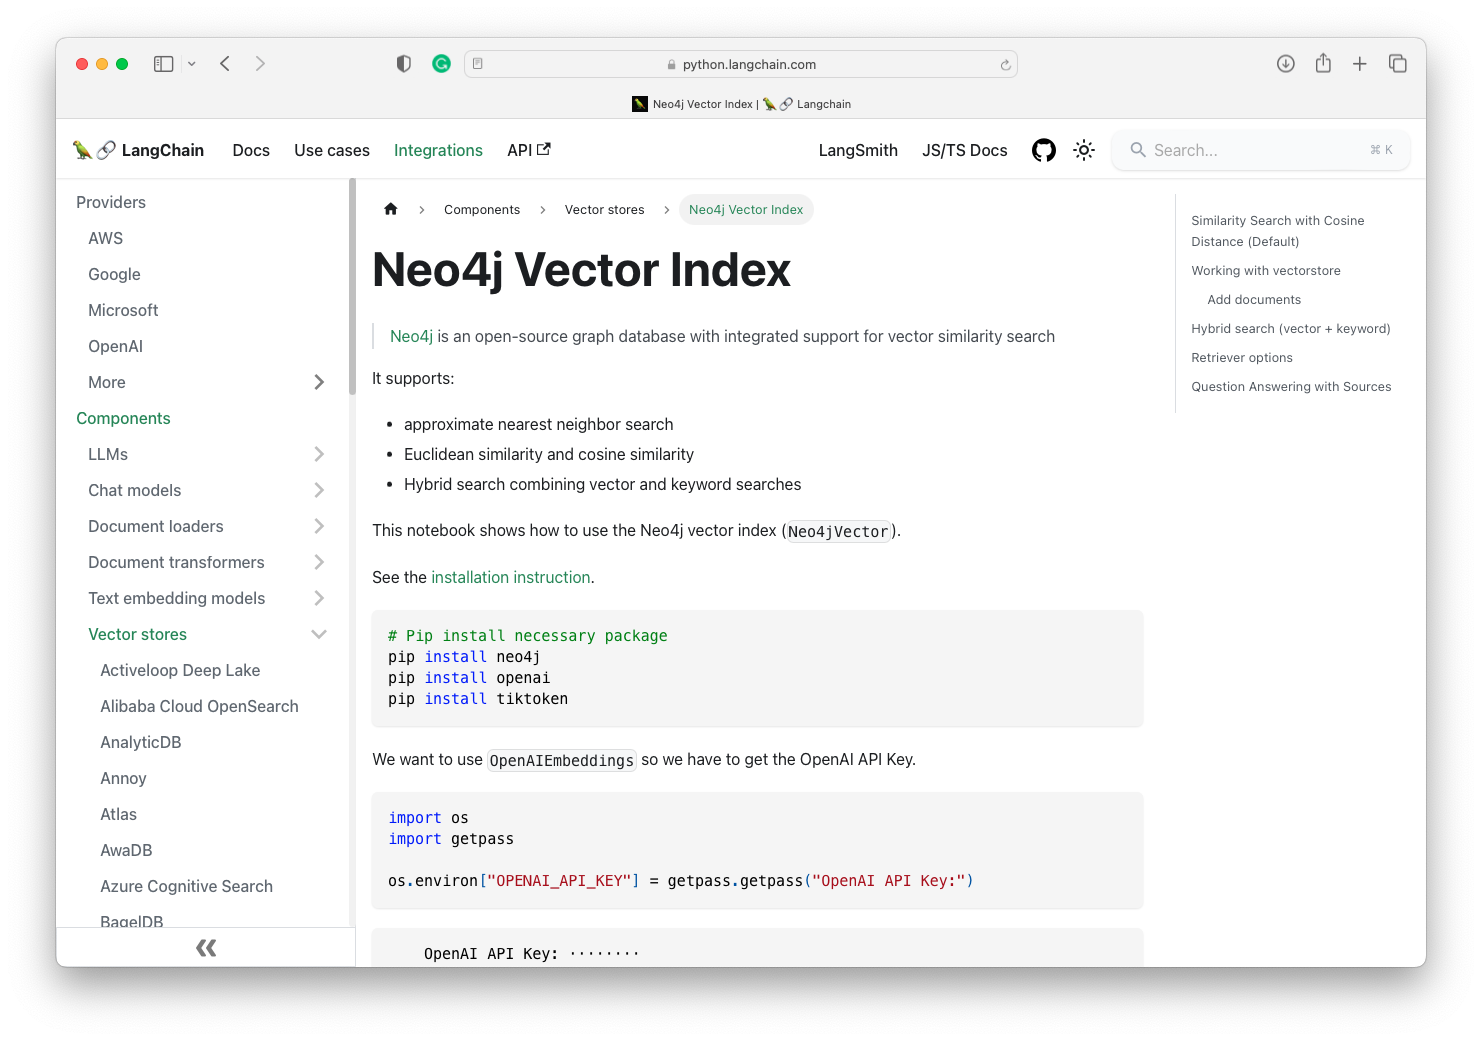 python.langchain.com
Neo4j Vector Index | 🦜🔗 Langchain
🦜🔗 LangChain Docs Use cases Integrations API LangSmith JS/TS Docs Search... ⌘ K
Providers
AWS
Google
Microsoft
OpenAI
More
Components
LLMs
Chat models
Document loaders
Document transformers
Text embedding models
Vector stores
Activeloop Deep Lake
Alibaba Cloud OpenSearch
AnalyticDB
Annoy
Atlas
AwaDB
Azure Cognitive Search
BagelDB
Components Vector stores Neo4j Vector Index
Neo4j Vector Index
Neo4j is an open-source graph database with integrated support for vector similarity search
It supports:
• approximate nearest neighbor search
• Euclidean similarity and cosine similarity
• Hybrid search combining vector and keyword searches
This notebook shows how to use the Neo4j vector index (Neo4jVector).
See the installation instruction.
# Pip install necessary package
pip install neo4j
pip install openai
pip install tiktoken
We want to use OpenAIEmbeddings so we have to get the OpenAI API Key.
import os
import getpass
os.environ["OPENAI_API_KEY"] = getpass.getpass("OpenAI API Key:")
OpenAI API Key: ········
Similarity Search with Cosine
Distance (Default)
Working with vectorstore
Add documents
Hybrid search (vector + keyword)
Retriever options
Question Answering with Sources